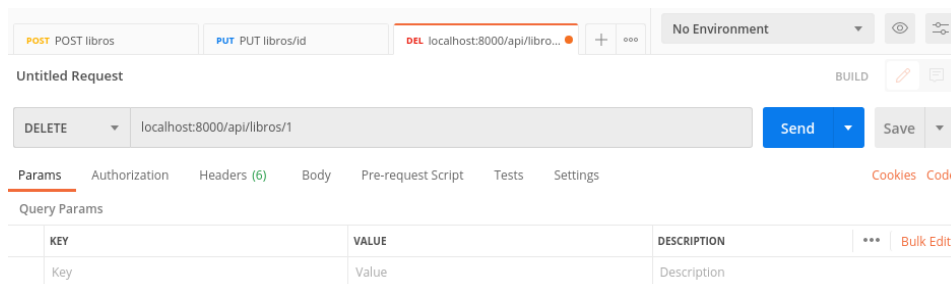 POST POST libros PUT PUT libros/id DEL localhost:8000/api/libro... No Environment
Untitled Request BUILD
DELETE localhost:8000/api/libros/1 Send Save
Params Authorization Headers (6) Body Pre-request Script Tests Settings Cookies Code
Query Params
KEY VALUE DESCRIPTION Bulk Edit
Key Value Description